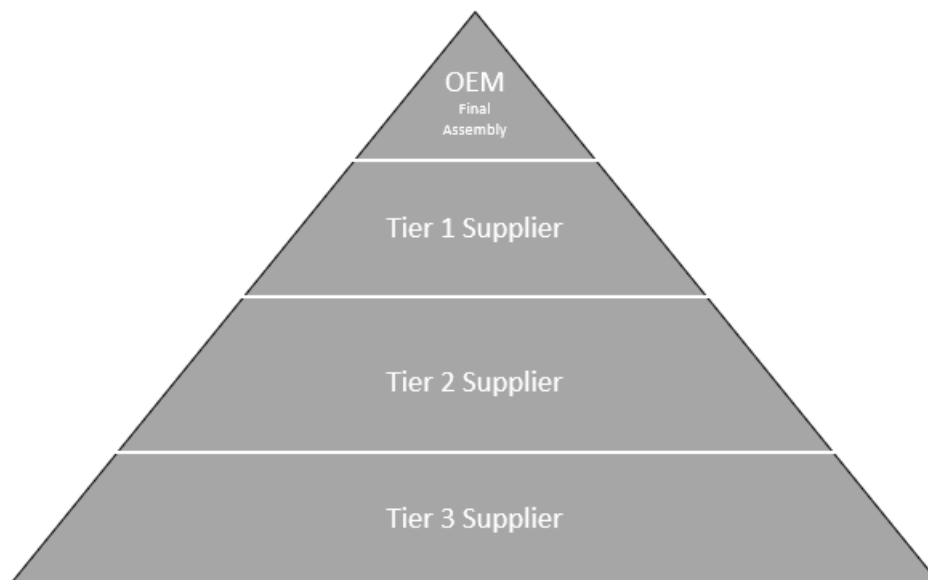 OEM
Final
Assembly
Tier 1 Supplier
Tier 2 Supplier
Tier 3 Supplier